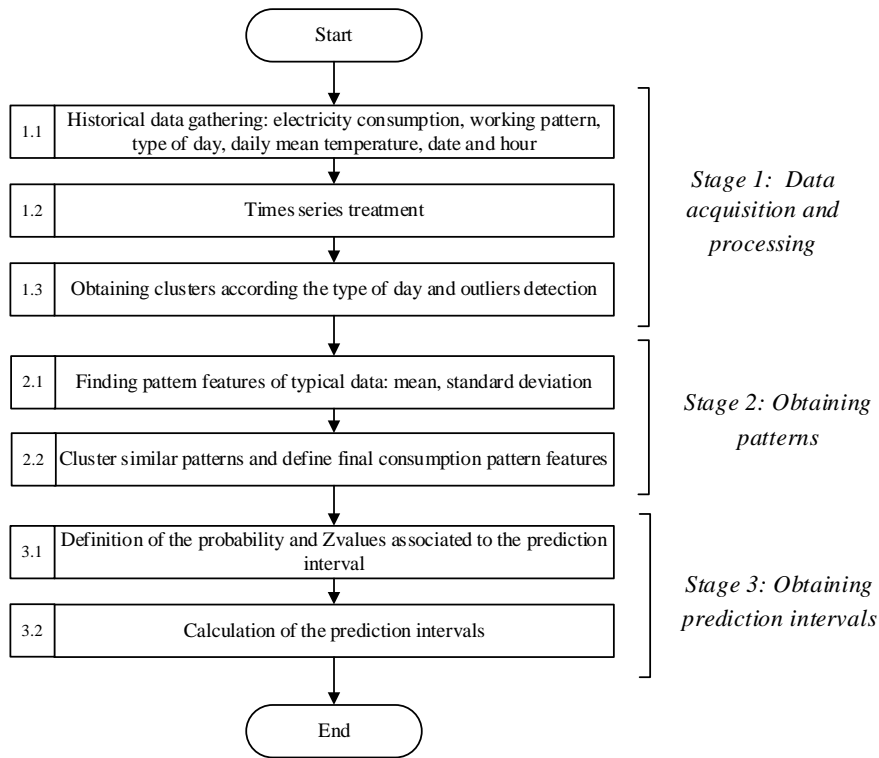 Start
1.1
Historical data gathering: electricity consumption, working pattern,
type of day, daily mean temperature, date and hour
1.2
Times series treatment
1.3
Obtaining clusters according the type of day and outliers detection
Stage 1: Data
acquisition and
processing
2.1
Finding pattern features of typical data: mean, standard deviation
2.2
Cluster similar patterns and define final consumption pattern features
Stage 2: Obtaining
patterns
3.1
Definition of the probability and Zvalues associated to the prediction
interval
3.2
Calculation of the prediction intervals
Stage 3: Obtaining
prediction intervals
End